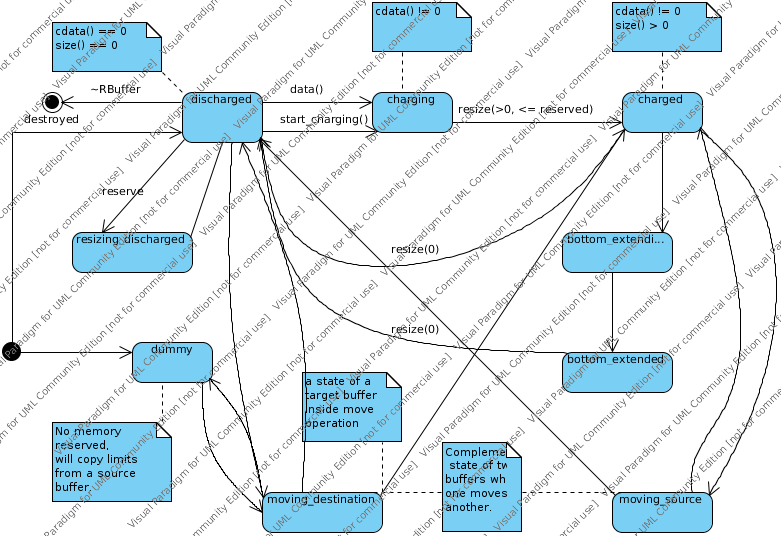 cdata() == 0
size() == 0
cdata() != 0
cdata() != 0
size() > 0
~RBuffer
discharged
data()
charging
charged
resize(>0, <= reserved)
destroyed
start_charging()
reserve
resizing_discharged
resize(0)
bottom_extendi...
resize(0)
dummy
bottom_extended
a state of a
target buffer
inside move
operation
No memory
reserved,
will copy limits
from a source
buffer.
Compleme
state of tw
buffers wh
one moves
another.
moving_destination
moving_source
Visual Paradigm for UML Community Edition [not for commercial use]